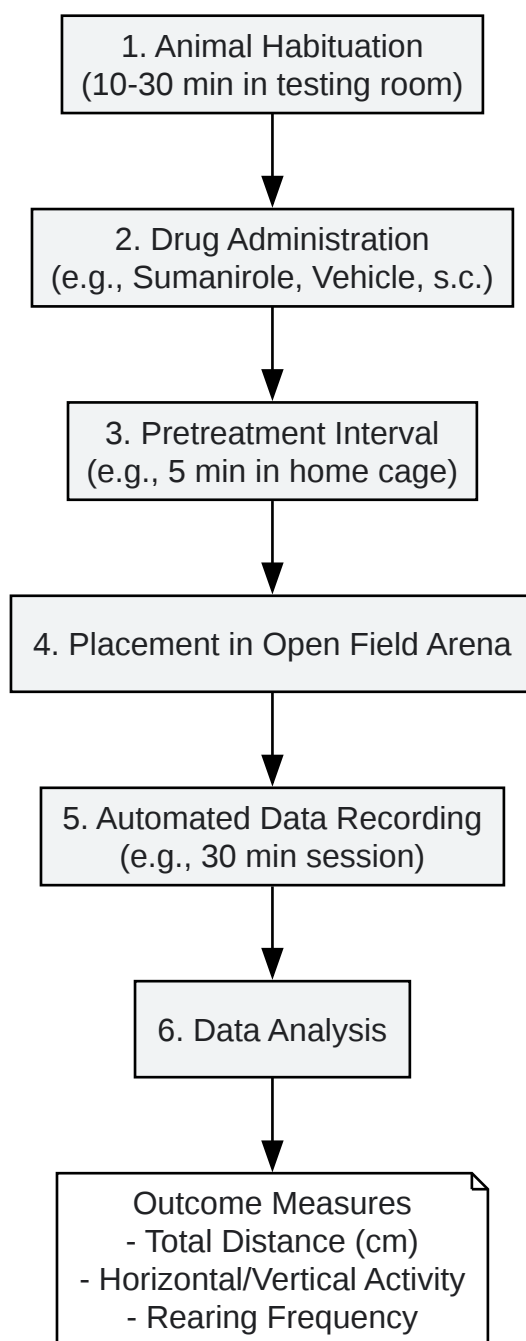 1. Animal Habituation
(10-30 min in testing room)
2. Drug Administration
(e.g., Sumanirole, Vehicle, s.c.)
3. Pretreatment Interval
(e.g., 5 min in home cage)
4. Placement in Open Field Arena
5. Automated Data Recording
(e.g., 30 min session)
6. Data Analysis
Outcome Measures
- Total Distance (cm)
- Horizontal/Vertical Activity
- Rearing Frequency